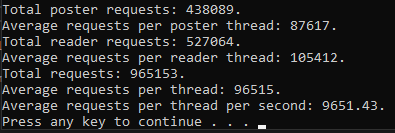 Total poster requests: 438089.
Average requests per poster thread: 87617.
Total reader requests: 527064.
Average requests per reader thread: 105412.
Total requests: 965153.
Average requests per thread: 96515.
Average requests per thread per second: 9651.43.
Press any key to continue . . .